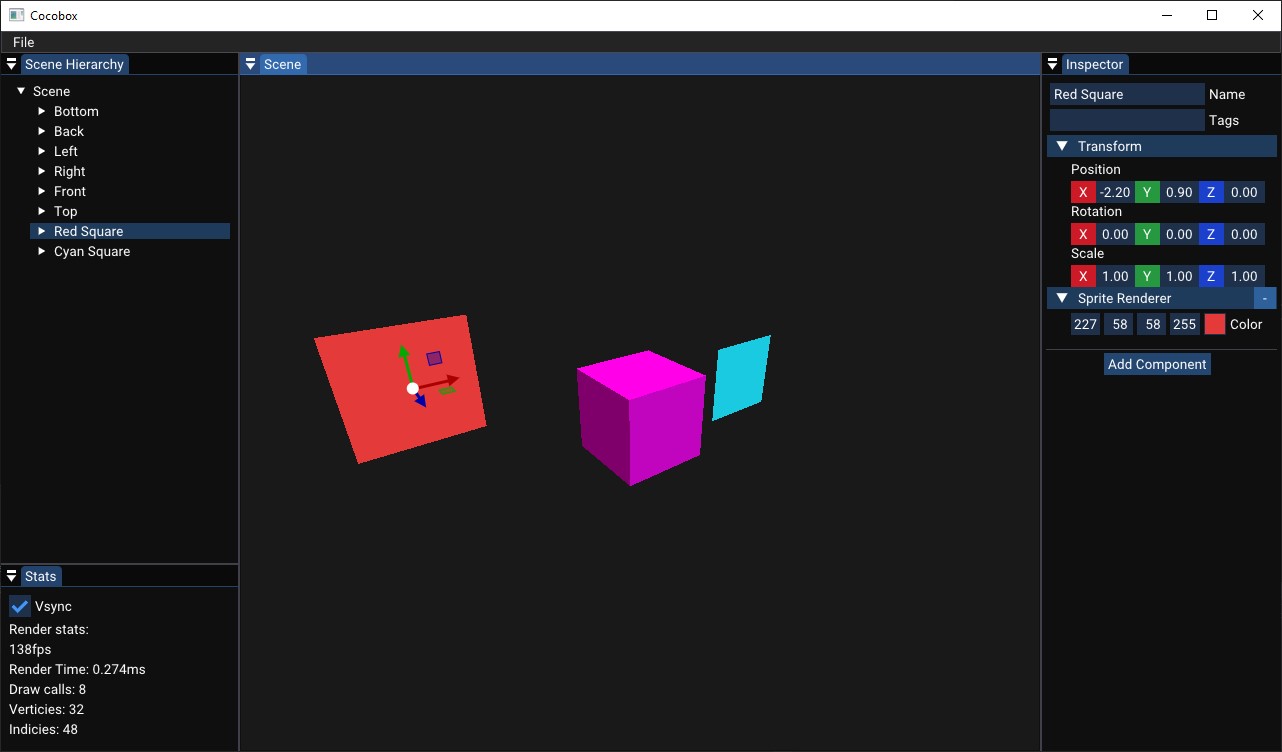 Cocobox
File
Scene Hierarchy
Scene
Bottom
Back
Left
Right
Front
Top
Red Square
Cyan Square
Stats
Vsync
Render stats:
138fps
Render Time: 0.274ms
Draw calls: 8
Verticies: 32
Indicies: 48
Scene
Inspector
Red Square Name
Tags
Transform
Position
X -2.20 Y 0.90 Z 0.00
Rotation
X 0.00 Y 0.00 Z 0.00
Scale
X 1.00 Y 1.00 Z 1.00
Sprite Renderer -
227 58 58 255 Color
Add Component